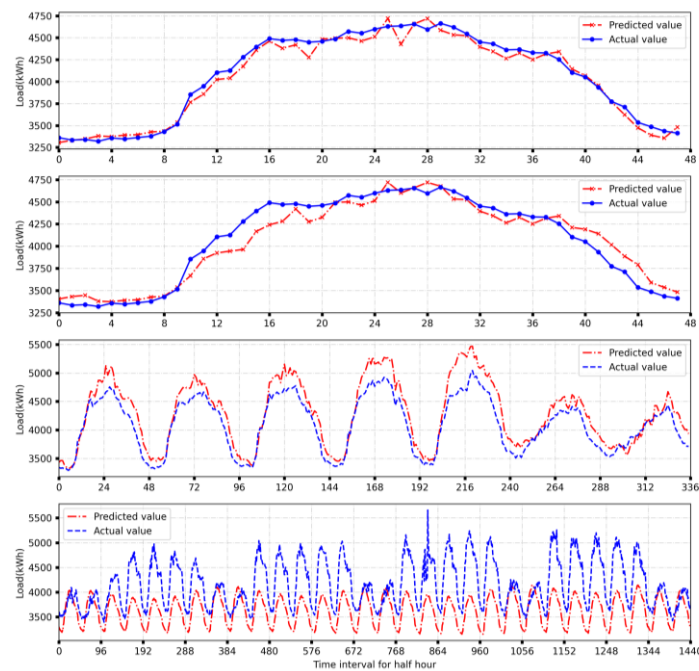 4750
4500
4250
4000
3750
3500
3250
Load(kWh)
Predicted value
Actual value
0 4 8 12 16 20 24 28 32 36 40 44 48
4750
4500
4250
4000
3750
3500
3250
Load(kWh)
Predicted value
Actual value
0 4 8 12 16 20 24 28 32 36 40 44 48
5500
5000
4500
4000
3500
Load(kWh)
Predicted value
Actual value
0 24 48 72 96 120 144 168 192 216 240 264 288 312 336
5500
5000
4500
4000
3500
Load(kWh)
Predicted value
Actual value
0 96 192 288 384 480 576 672 768 864 960 1056 1152 1248 1344 1440
Time interval for half hour